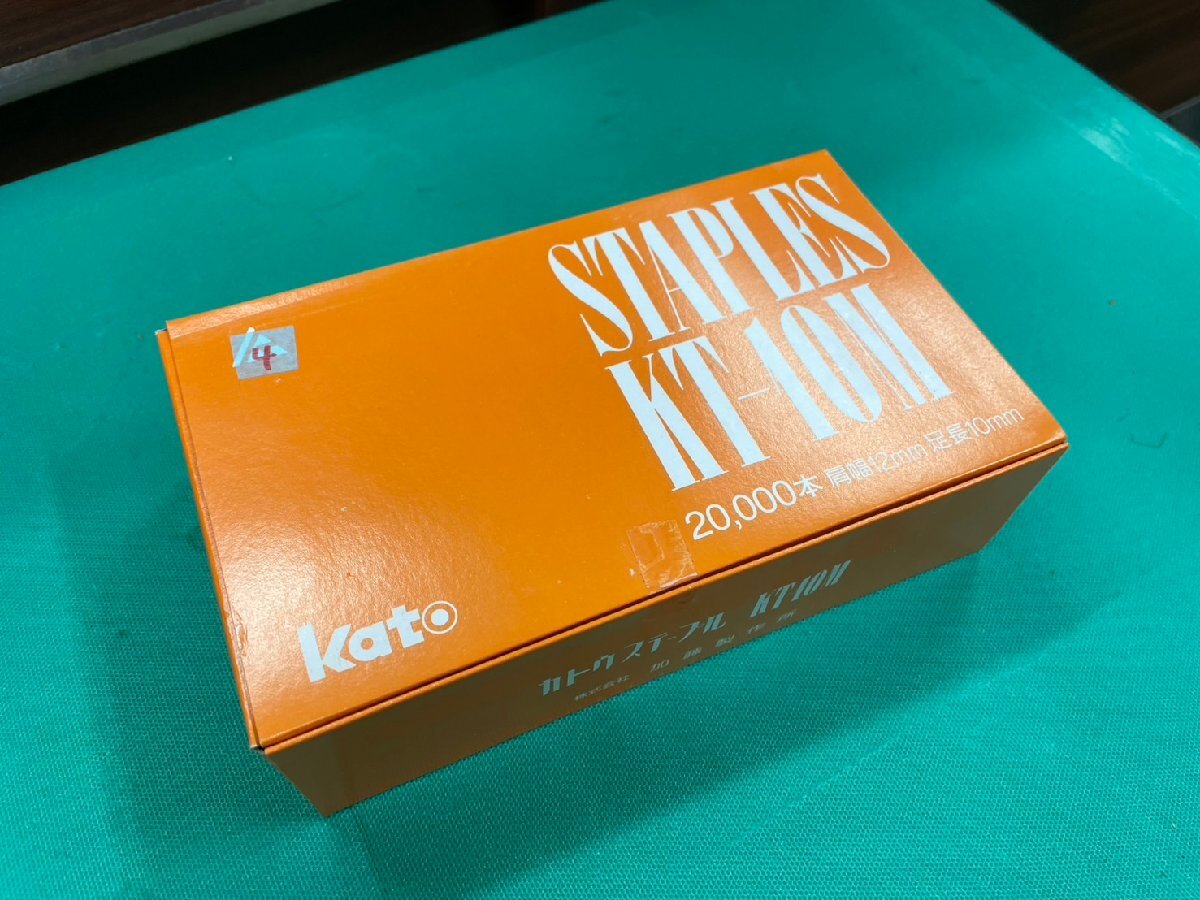 STAPLES
KT-10M
20,000本 肩幅12mm 足長10mm
4
Kato
カトウステープル KT10M
株式会社 加藤製作所